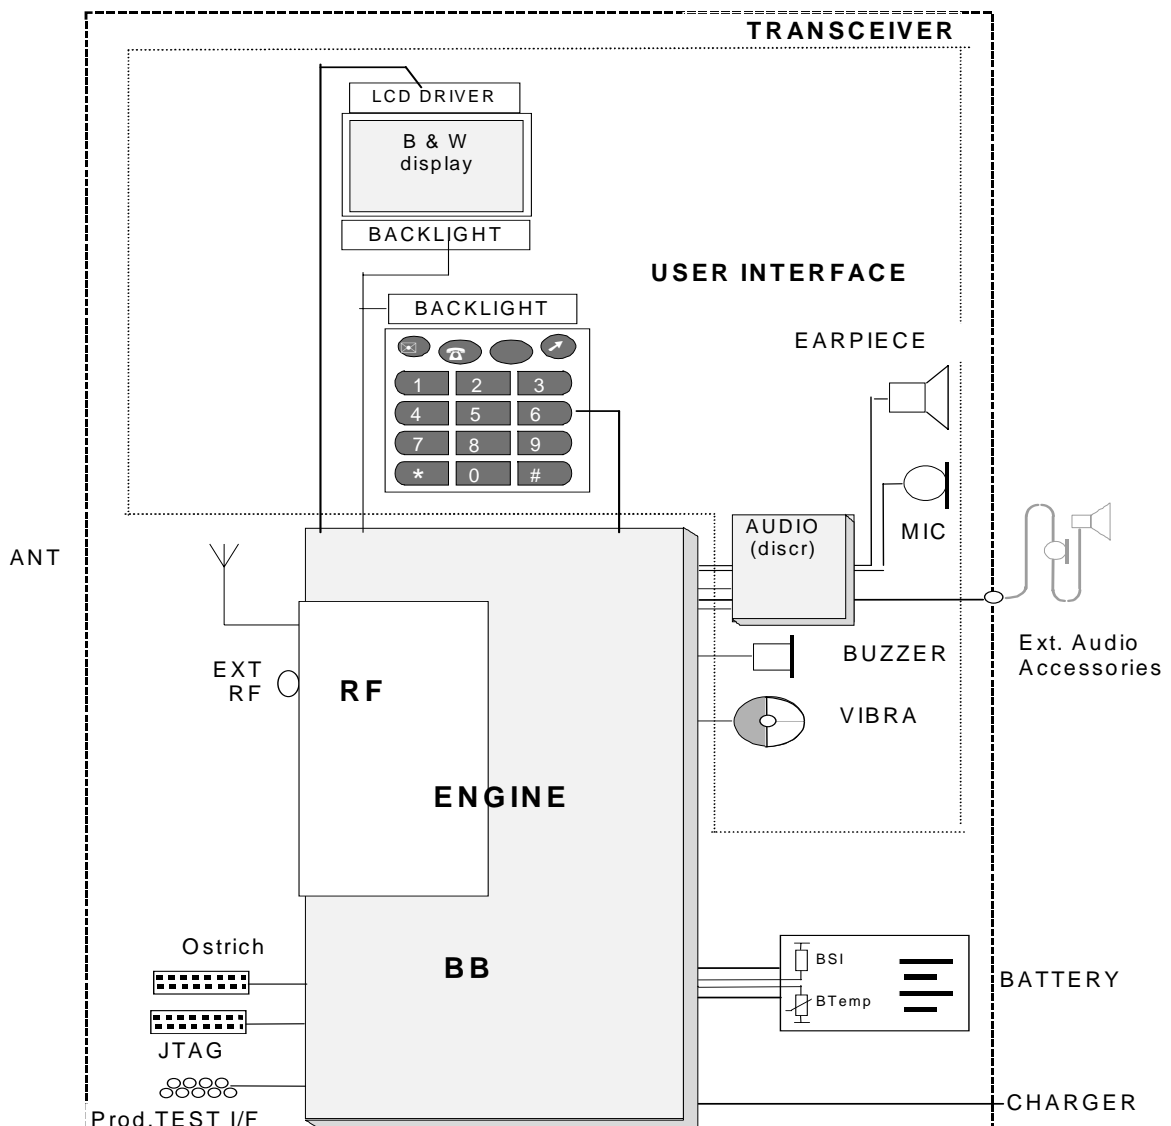 TRANSCEIVER
LCD DRIVER
B & W
display
BACKLIGHT
USER INTERFACE
BACKLIGHT
EARPIECE
1 2 3
4 5 6
7 8 9
* 0 #
AUDIO
(discr)
MIC
ANT
EXT
RF
RF
BUZZER
Ext. Audio
Accessories
VIBRA
ENGINE
Ostrich
BB
BSI
BATTERY
BTemp
JTAG
CHARGER
Prod.TEST I/F